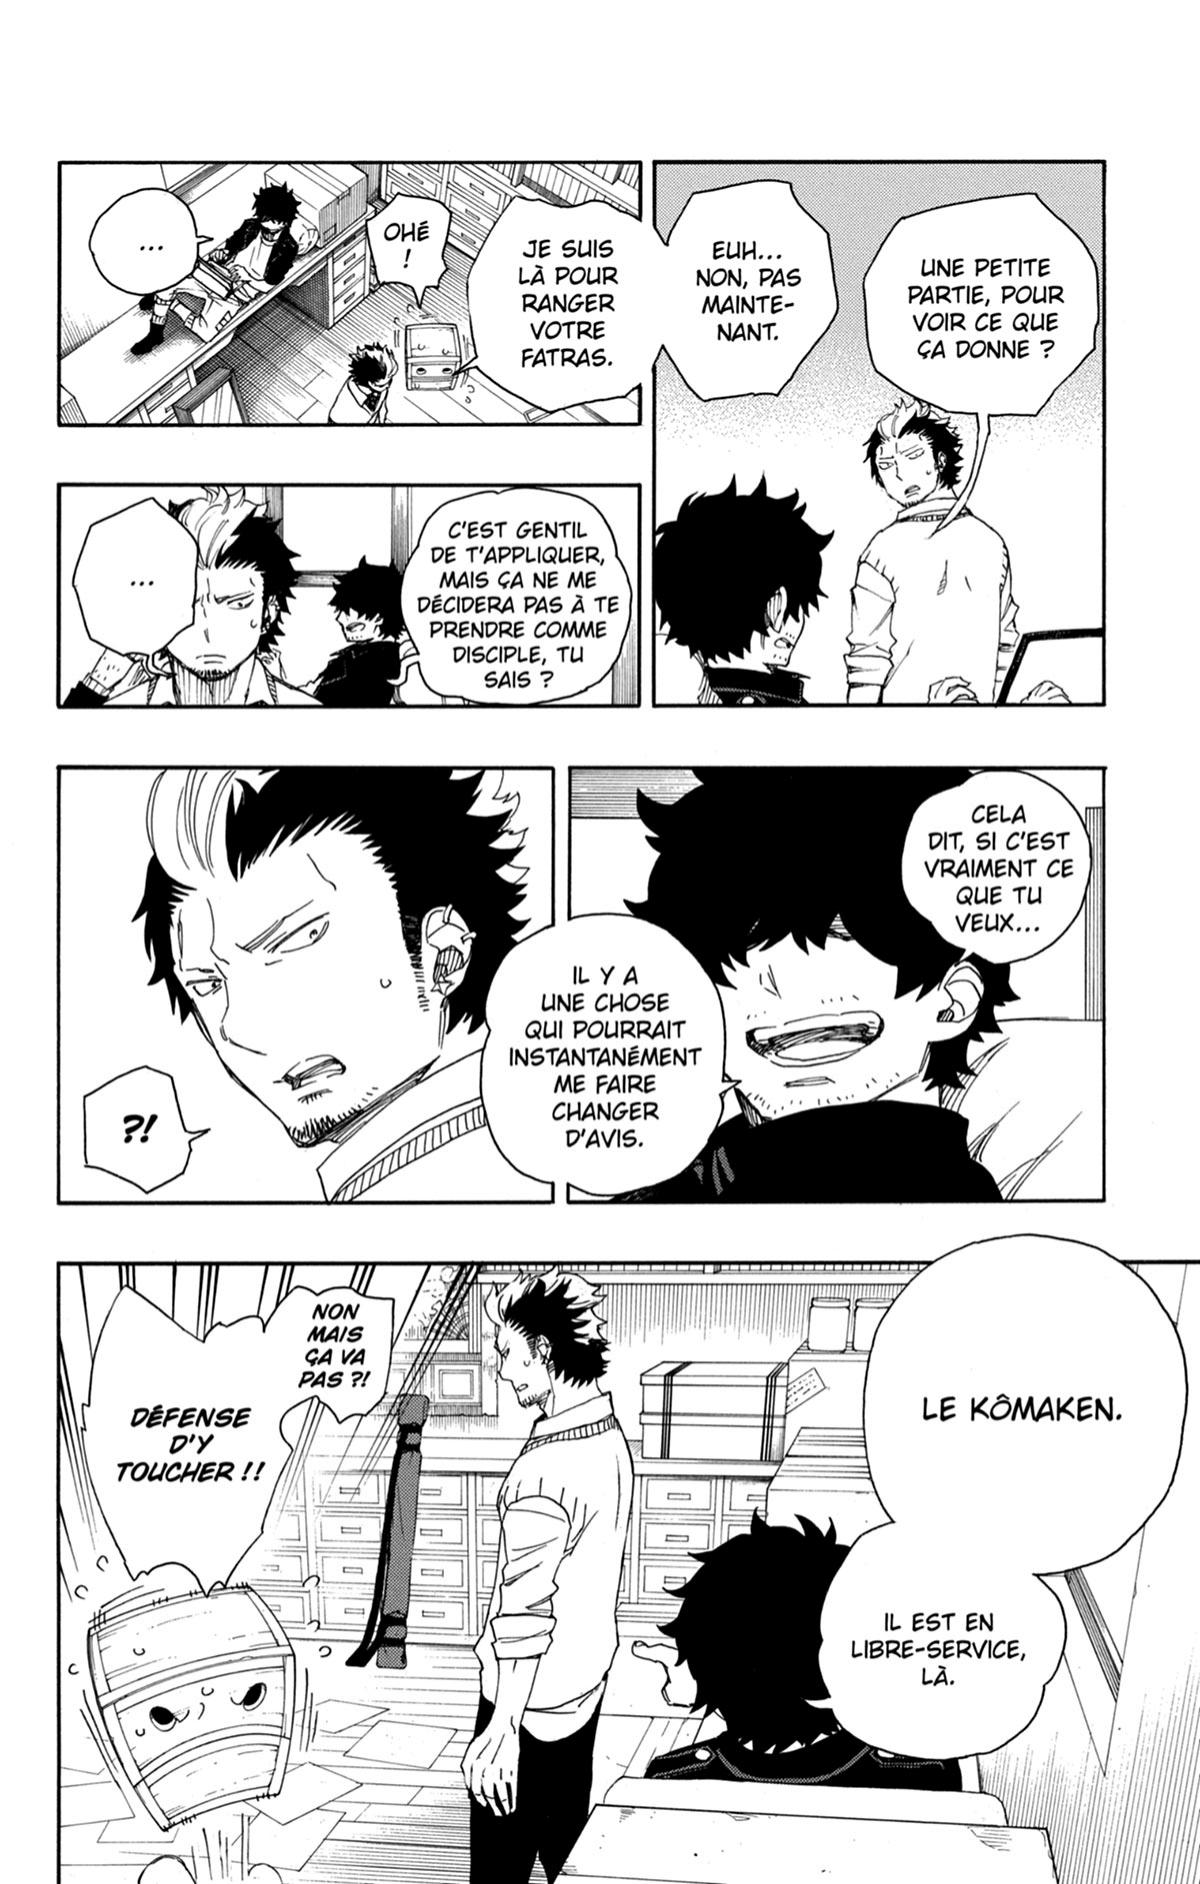 UNE PETITE
PARTIE, POUR
VOIR CE QUE
ÇA DONNE ?
EUH...
NON, PAS
MAINTE-
NANT.
JE SUIS
LÀ POUR
RANGER
VOTRE
FATRAS.
OHÉ
!
...
C'EST GENTIL
DE T'APPLIQUER,
MAIS ÇA NE ME
DÉCIDERA PAS À TE
PRENDRE COMME
DISCIPLE, TU
SAIS ?
...
CELA
DIT, SI C'EST
VRAIMENT CE
QUE TU
VEUX...
IL Y A
UNE CHOSE
QUI POURRAIT
INSTANTANÉMENT
ME FAIRE
CHANGER
D'AVIS.
?!
LE KÔMAKEN.
IL EST EN
LIBRE-SERVICE,
LÀ.
NON
MAIS
ÇA VA
PAS ?!
DÉFENSE
D'Y
TOUCHER !!